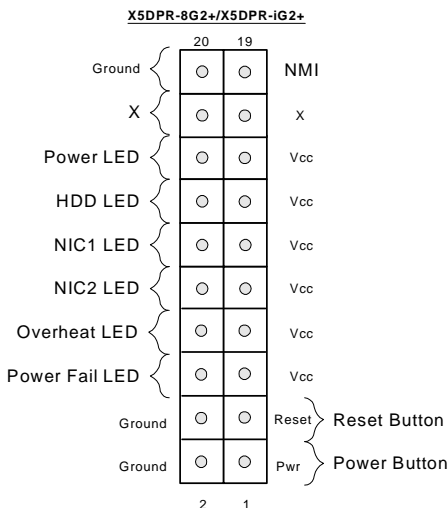 X5DPR-8G2+/X5DPR-iG2+
20 19
Ground NMI
X X
Power LED Vcc
HDD LED Vcc
NIC1 LED Vcc
NIC2 LED Vcc
Overheat LED Vcc
Power Fail LED Vcc
Ground Reset Reset Button
Ground Pwr Power Button
2 1